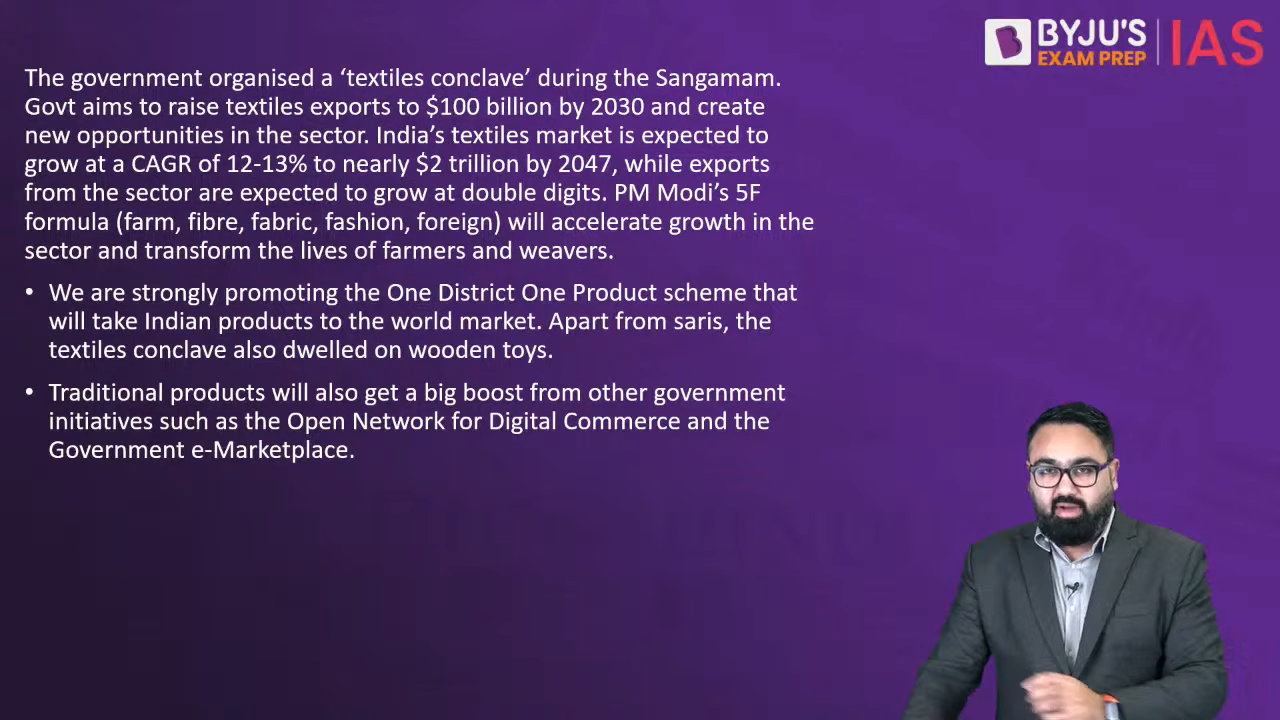 BYJU'S
EXAM PREP
IAS
The government organised a ‘textiles conclave’ during the Sangamam.
Govt aims to raise textiles exports to $100 billion by 2030 and create
new opportunities in the sector. India’s textiles market is expected to
grow at a CAGR of 12-13% to nearly $2 trillion by 2047, while exports
from the sector are expected to grow at double digits. PM Modi’s 5F
formula (farm, fibre, fabric, fashion, foreign) will accelerate growth in the
sector and transform the lives of farmers and weavers.
• We are strongly promoting the One District One Product scheme that
will take Indian products to the world market. Apart from saris, the
textiles conclave also dwelled on wooden toys.
• Traditional products will also get a big boost from other government
initiatives such as the Open Network for Digital Commerce and the
Government e-Marketplace.